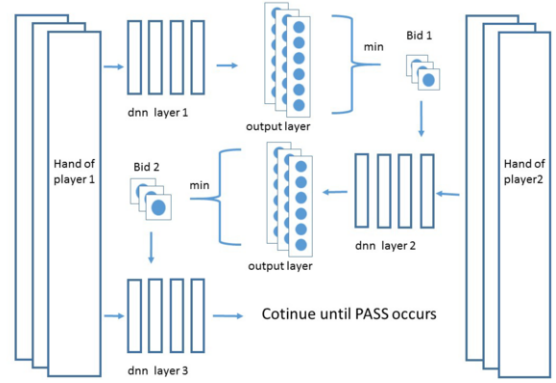 min
Bid 1
dnn layer 1
output layer
Hand of
player 1
Bid 2
min
Hand of
player2
dnn layer 2
output layer
Cotinue until PASS occurs
dnn layer 3